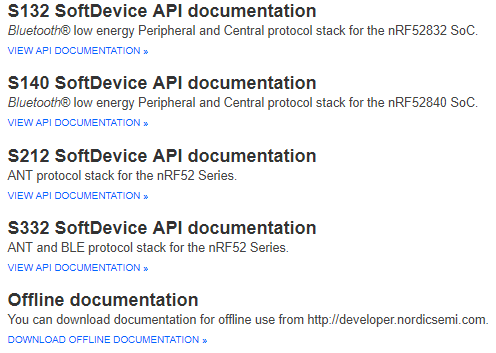 S132 SoftDevice API documentation
Bluetooth® low energy Peripheral and Central protocol stack for the nRF52832 SoC.
VIEW API DOCUMENTATION »
S140 SoftDevice API documentation
Bluetooth® low energy Peripheral and Central protocol stack for the nRF52840 SoC.
VIEW API DOCUMENTATION »
S212 SoftDevice API documentation
ANT protocol stack for the nRF52 Series.
VIEW API DOCUMENTATION »
S332 SoftDevice API documentation
ANT and BLE protocol stack for the nRF52 Series.
VIEW API DOCUMENTATION »
Offline documentation
You can download documentation for offline use from http://developer.nordicsemi.com.
DOWNLOAD OFFLINE DOCUMENTATION »